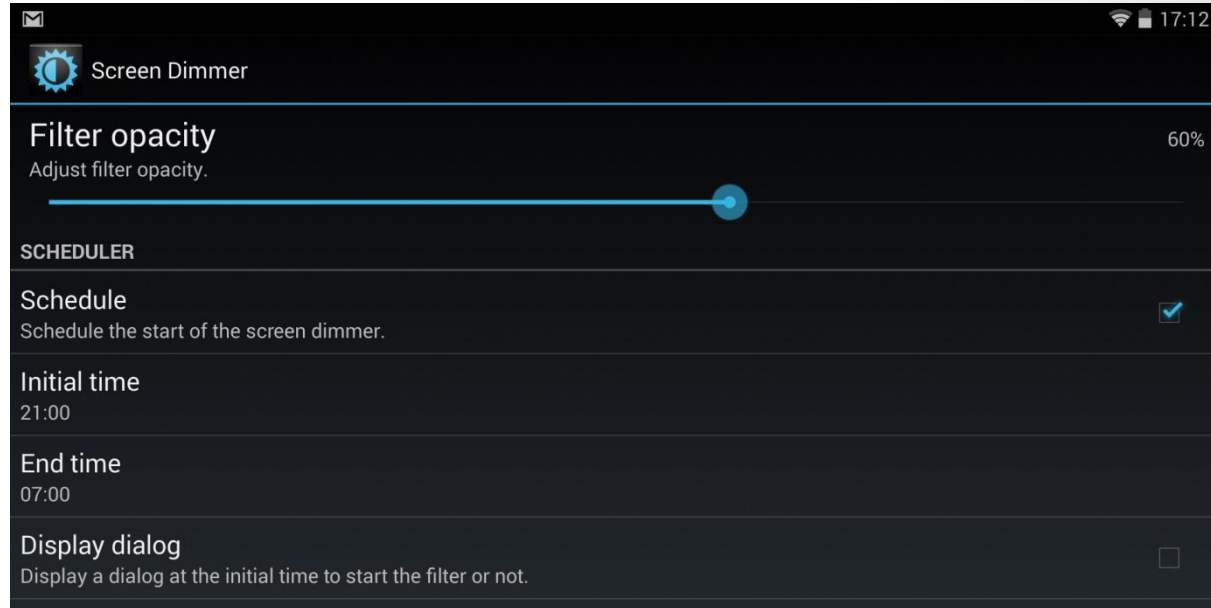 17:12
Screen Dimmer
Filter opacity
60%
Adjust filter opacity.
SCHEDULER
Schedule
Schedule the start of the screen dimmer.
Initial time
21:00
End time
07:00
Display dialog
Display a dialog at the initial time to start the filter or not.